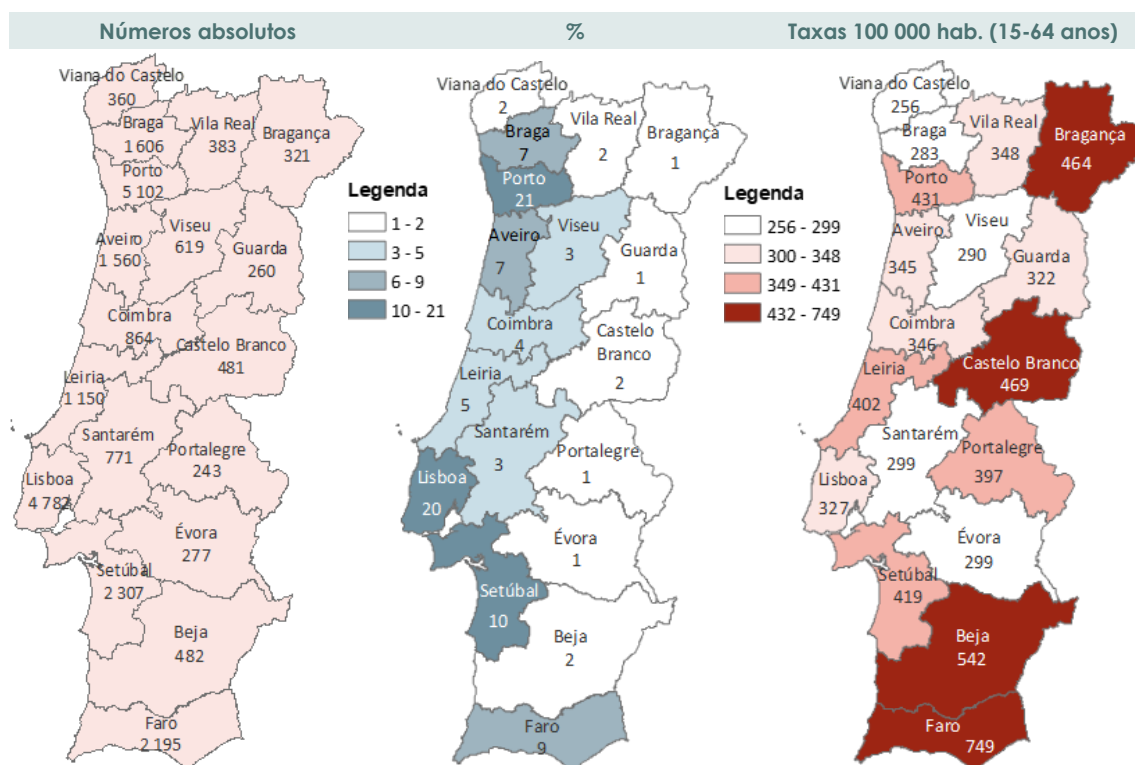 Números absolutos
%
Taxas 100 000 hab. (15-64 anos)
Viana do Castelo
360
Braga
1 606
Vila Real
383
Bragança
321
Porto
5 102
Aveiro
1 560
Viseu
619
Guarda
260
Coimbra
864
Castelo Branco
481
Leiria
1 150
Santarém
771
Portalegre
243
Lisboa
4 782
Évora
277
Setúbal
2 307
Beja
482
Faro
2 195
Viana do Castelo
2
Braga
7
Vila Real
2
Bragança
1
Porto
21
Aveiro
7
Viseu
3
Guarda
1
Coimbra
4
Castelo
Branco
2
Leiria
5
Santarém
3
Portalegre
1
Lisboa
20
Évora
1
Setúbal
10
Beja
2
Faro
9
Legenda
1 - 2
3 - 5
6 - 9
10 - 21
Viana do Castelo
256
Braga
283
Vila Real
348
Bragança
464
Porto
431
Aveiro
345
Viseu
290
Guarda
322
Coimbra
346
Castelo Branco
469
Leiria
402
Santarém
299
Portalegre
397
Lisboa
327
Évora
299
Setúbal
419
Beja
542
Faro
749
Legenda
256 - 299
300 - 348
349 - 431
432 - 749